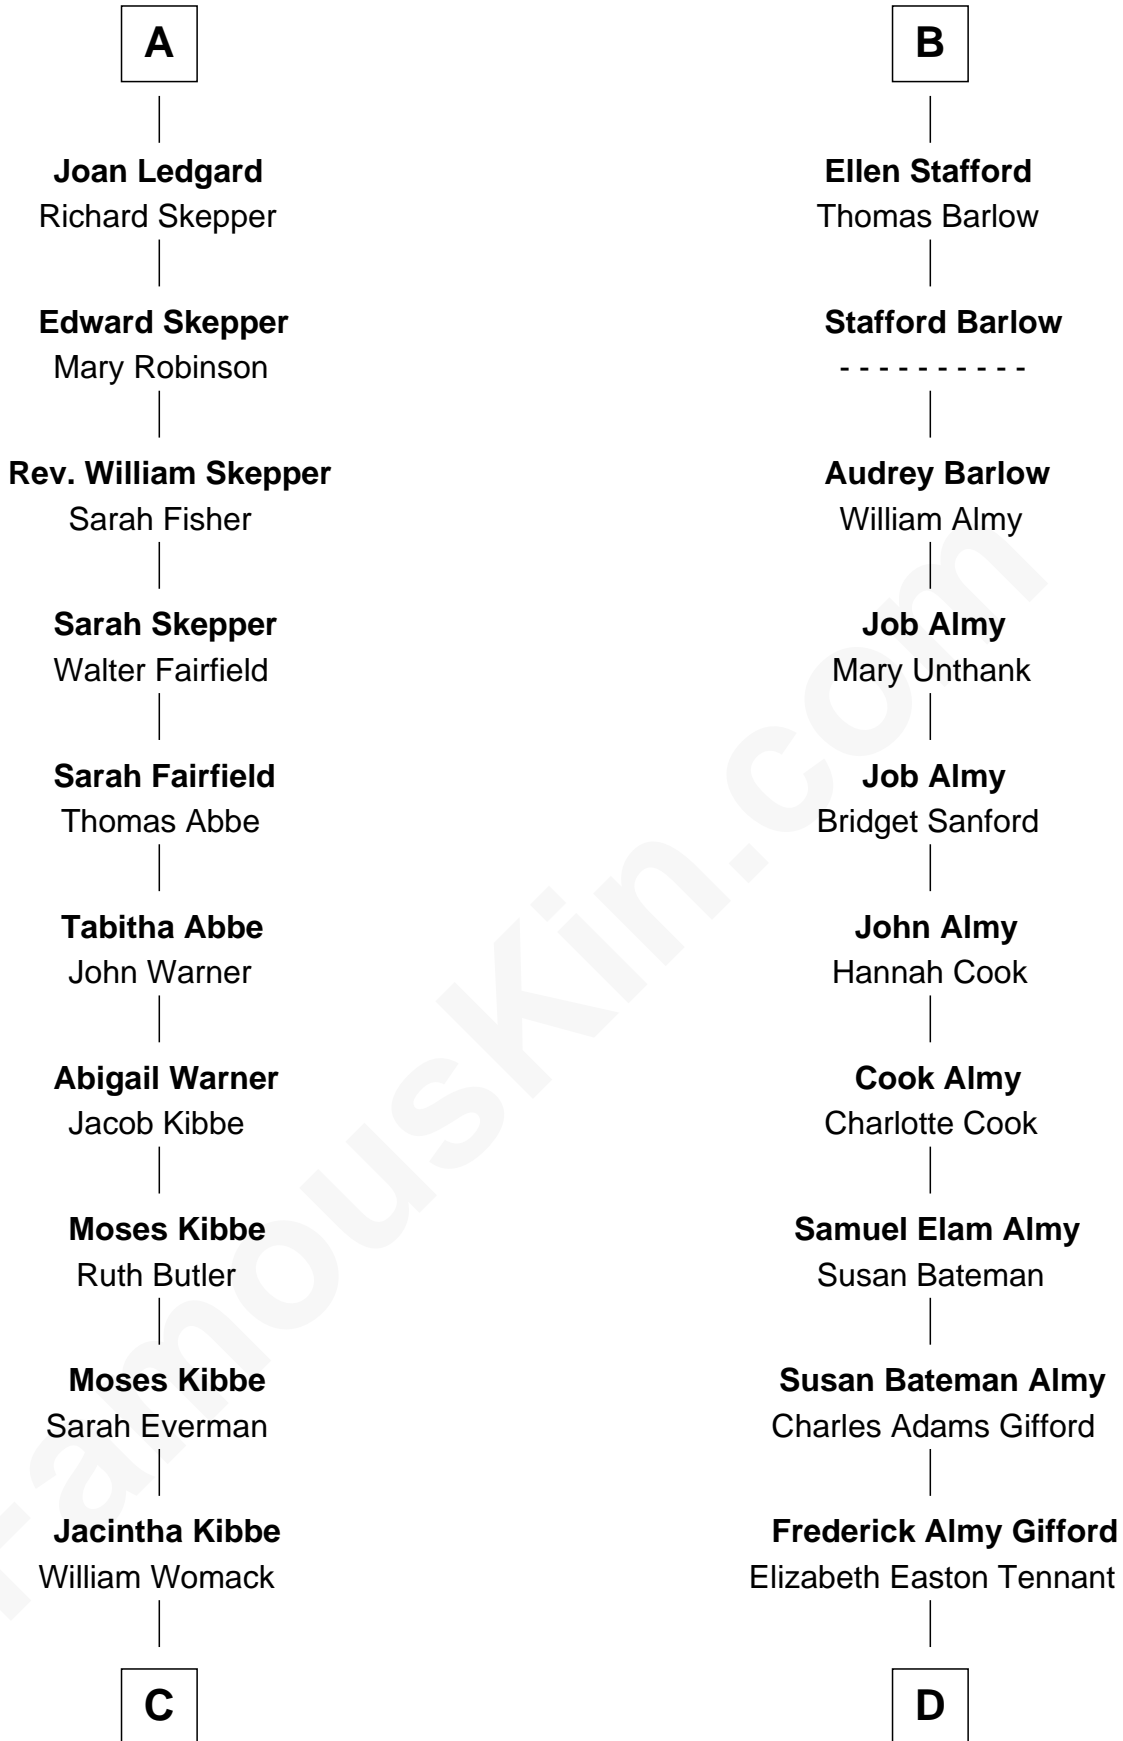 A
Joan Ledgard
Richard Skepper
Edward Skepper
Mary Robinson
Rev. William Skepper
Sarah Fisher
Sarah Skepper
Walter Fairfield
Sarah Fairfield
Thomas Abbe
Tabitha Abbe
John Warner
Abigail Warner
Jacob Kibbe
Moses Kibbe
Ruth Butler
Moses Kibbe
Sarah Everman
Jacintha Kibbe
William Womack
C
B
Ellen Stafford
Thomas Barlow
Stafford Barlow
- - - - - - - - - -
Audrey Barlow
William Almy
Job Almy
Mary Unthank
Job Almy
Bridget Sanford
John Almy
Hannah Cook
Cook Almy
Charlotte Cook
Samuel Elam Almy
Susan Bateman
Susan Bateman Almy
Charles Adams Gifford
Frederick Almy Gifford
Elizabeth Easton Tennant
D
FamousKin.com